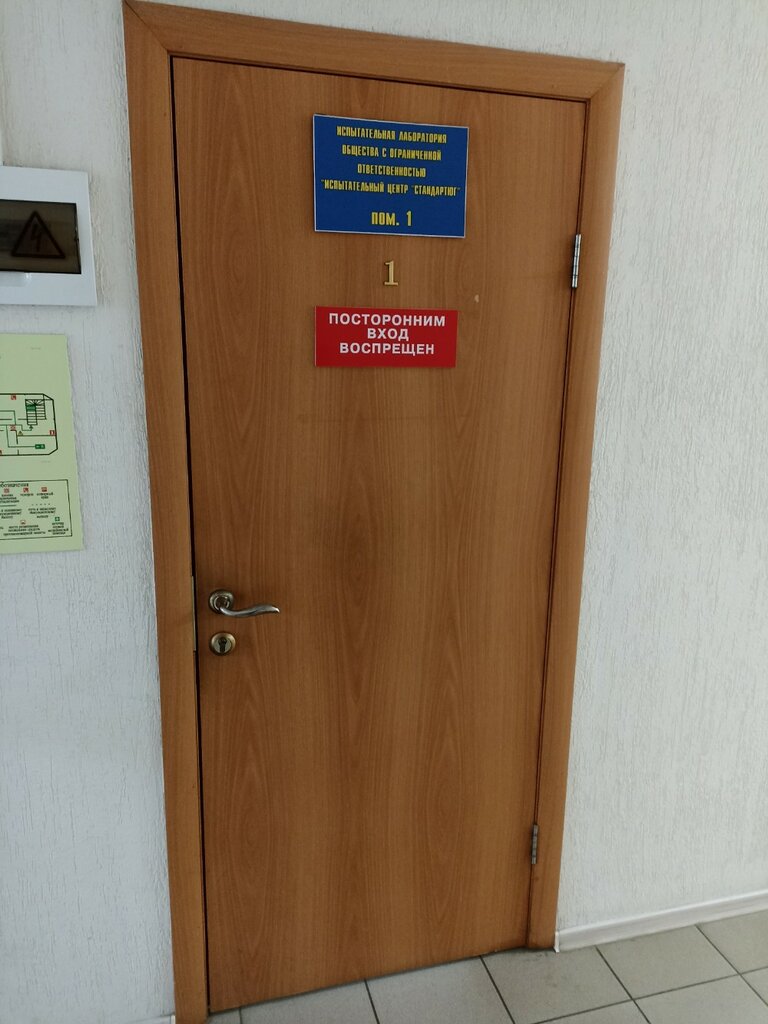 ИСПЫТАТЕЛЬНАЯ ЛАБОРАТОРИЯ
ОБЩЕСТВА С ОГРАНИЧЕННОЙ
ОТВЕТСТВЕННОСТЬЮ
"ИСПЫТАТЕЛЬНЫЙ ЦЕНТР "СТАНДАРТЮГ"
ПОМ. 1
1
ПОСТОРОННИМ
ВХОД
ВОСПРЕЩЕН